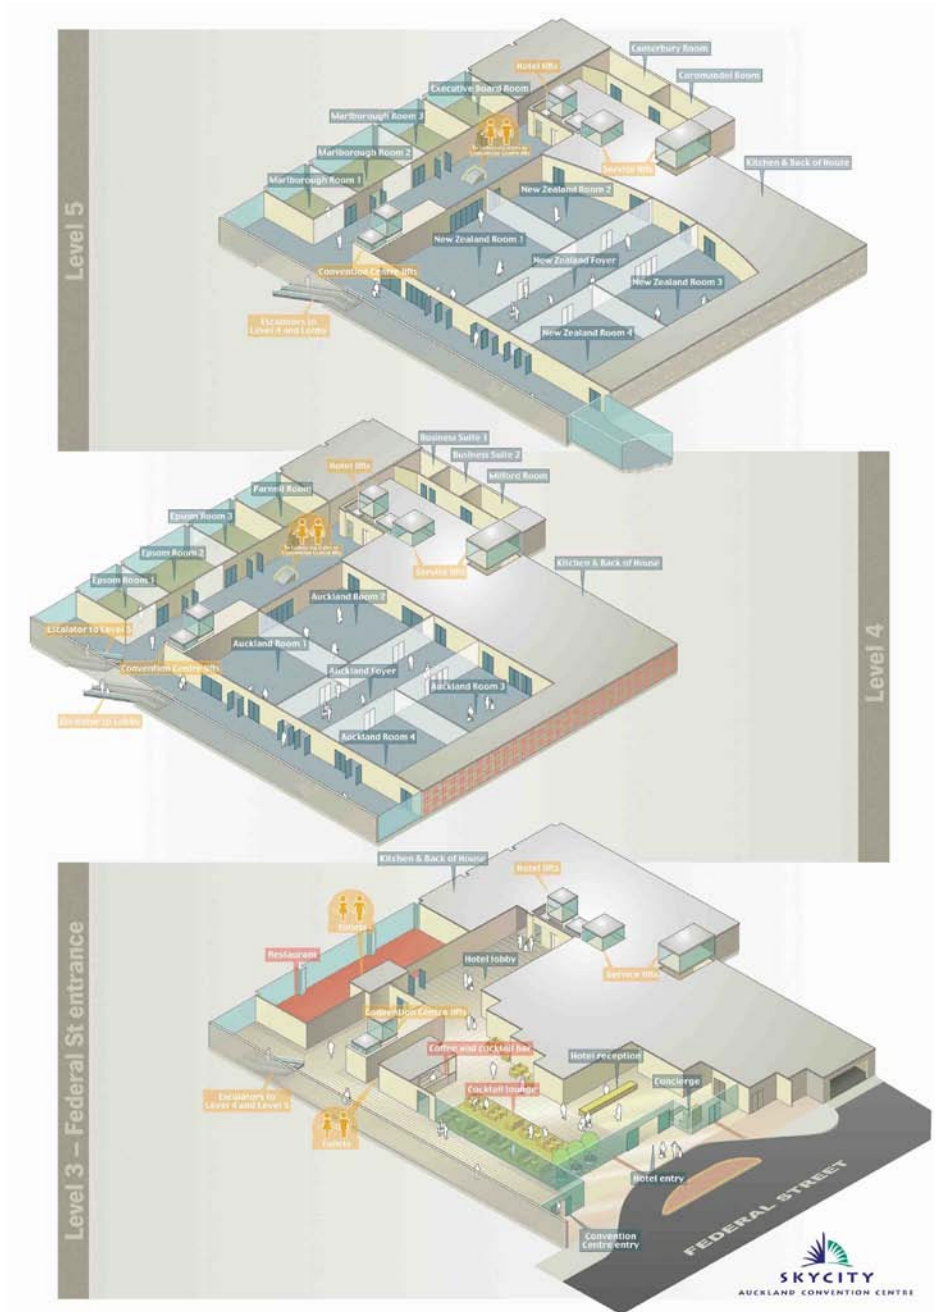 Level 5
Canterbury Room
Hotel lifts
Coromandel Room
Executive Board Room
Marlborough Room 3
Marlborough Room 2
Marlborough Room 1
Service lifts
Kitchen & Back of House
New Zealand Room 2
New Zealand Room 1
New Zealand Foyer
New Zealand Room 3
New Zealand Room 4
Convention Centre lifts
Escalators to
Level 4 and Lobby
Level 4
Business Suite 1
Business Suite 2
Milford Room
Hotel lifts
Parnell Room
Epsom Room 3
Epsom Room 2
Epsom Room 1
Service lifts
Kitchen & Back of House
Auckland Room 2
Auckland Room 1
Auckland Foyer
Auckland Room 3
Auckland Room 4
Escalator to Level 5
Convention Centre lifts
Escalator to Lobby
Level 3 – Federal St entrance
Kitchen & Back of House
Hotel lifts
Toilets
Restaurant
Hotel lobby
Service lifts
Convention Centre lifts
Coffee and cocktail bar
Hotel reception
Cocktail lounge
Concierge
Escalators to
Level 4 and Level 5
Toilets
Hotel entry
Convention
Centre entry
FEDERAL STREET
SKYCITY
AUCKLAND CONVENTION CENTRE